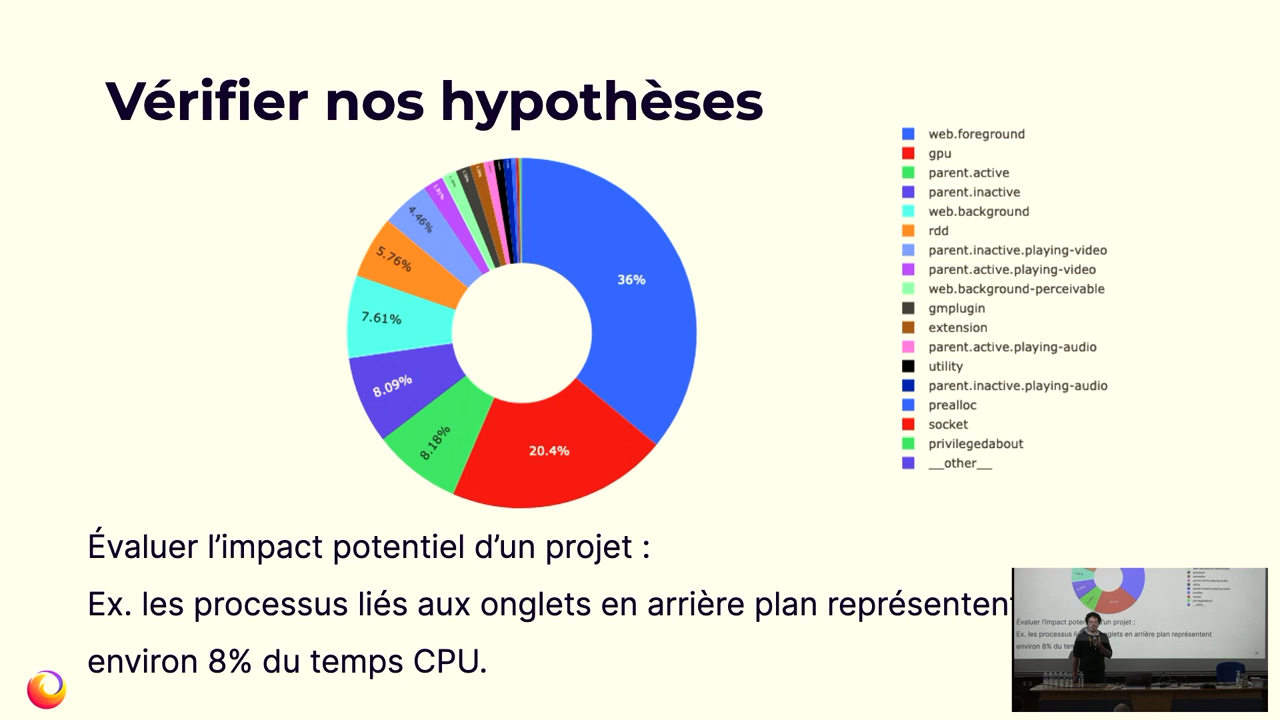 Vérifier nos hypothèses
web.foreground
gpu
parent.active
parent.inactive
web.background
rdd
parent.inactive.playing-video
parent.active.playing-video
web.background-perceivable
gmplugin
extension
parent.active.playing-audio
utility
parent.inactive.playing-audio
prealloc
socket
privilegedabout
__other__
36%
20.4%
8.18%
8.09%
7.61%
5.76%
4.46%
Évaluer l’impact potentiel d’un projet :
Ex. les processus liés aux onglets en arrière plan représentent
environ 8% du temps CPU.